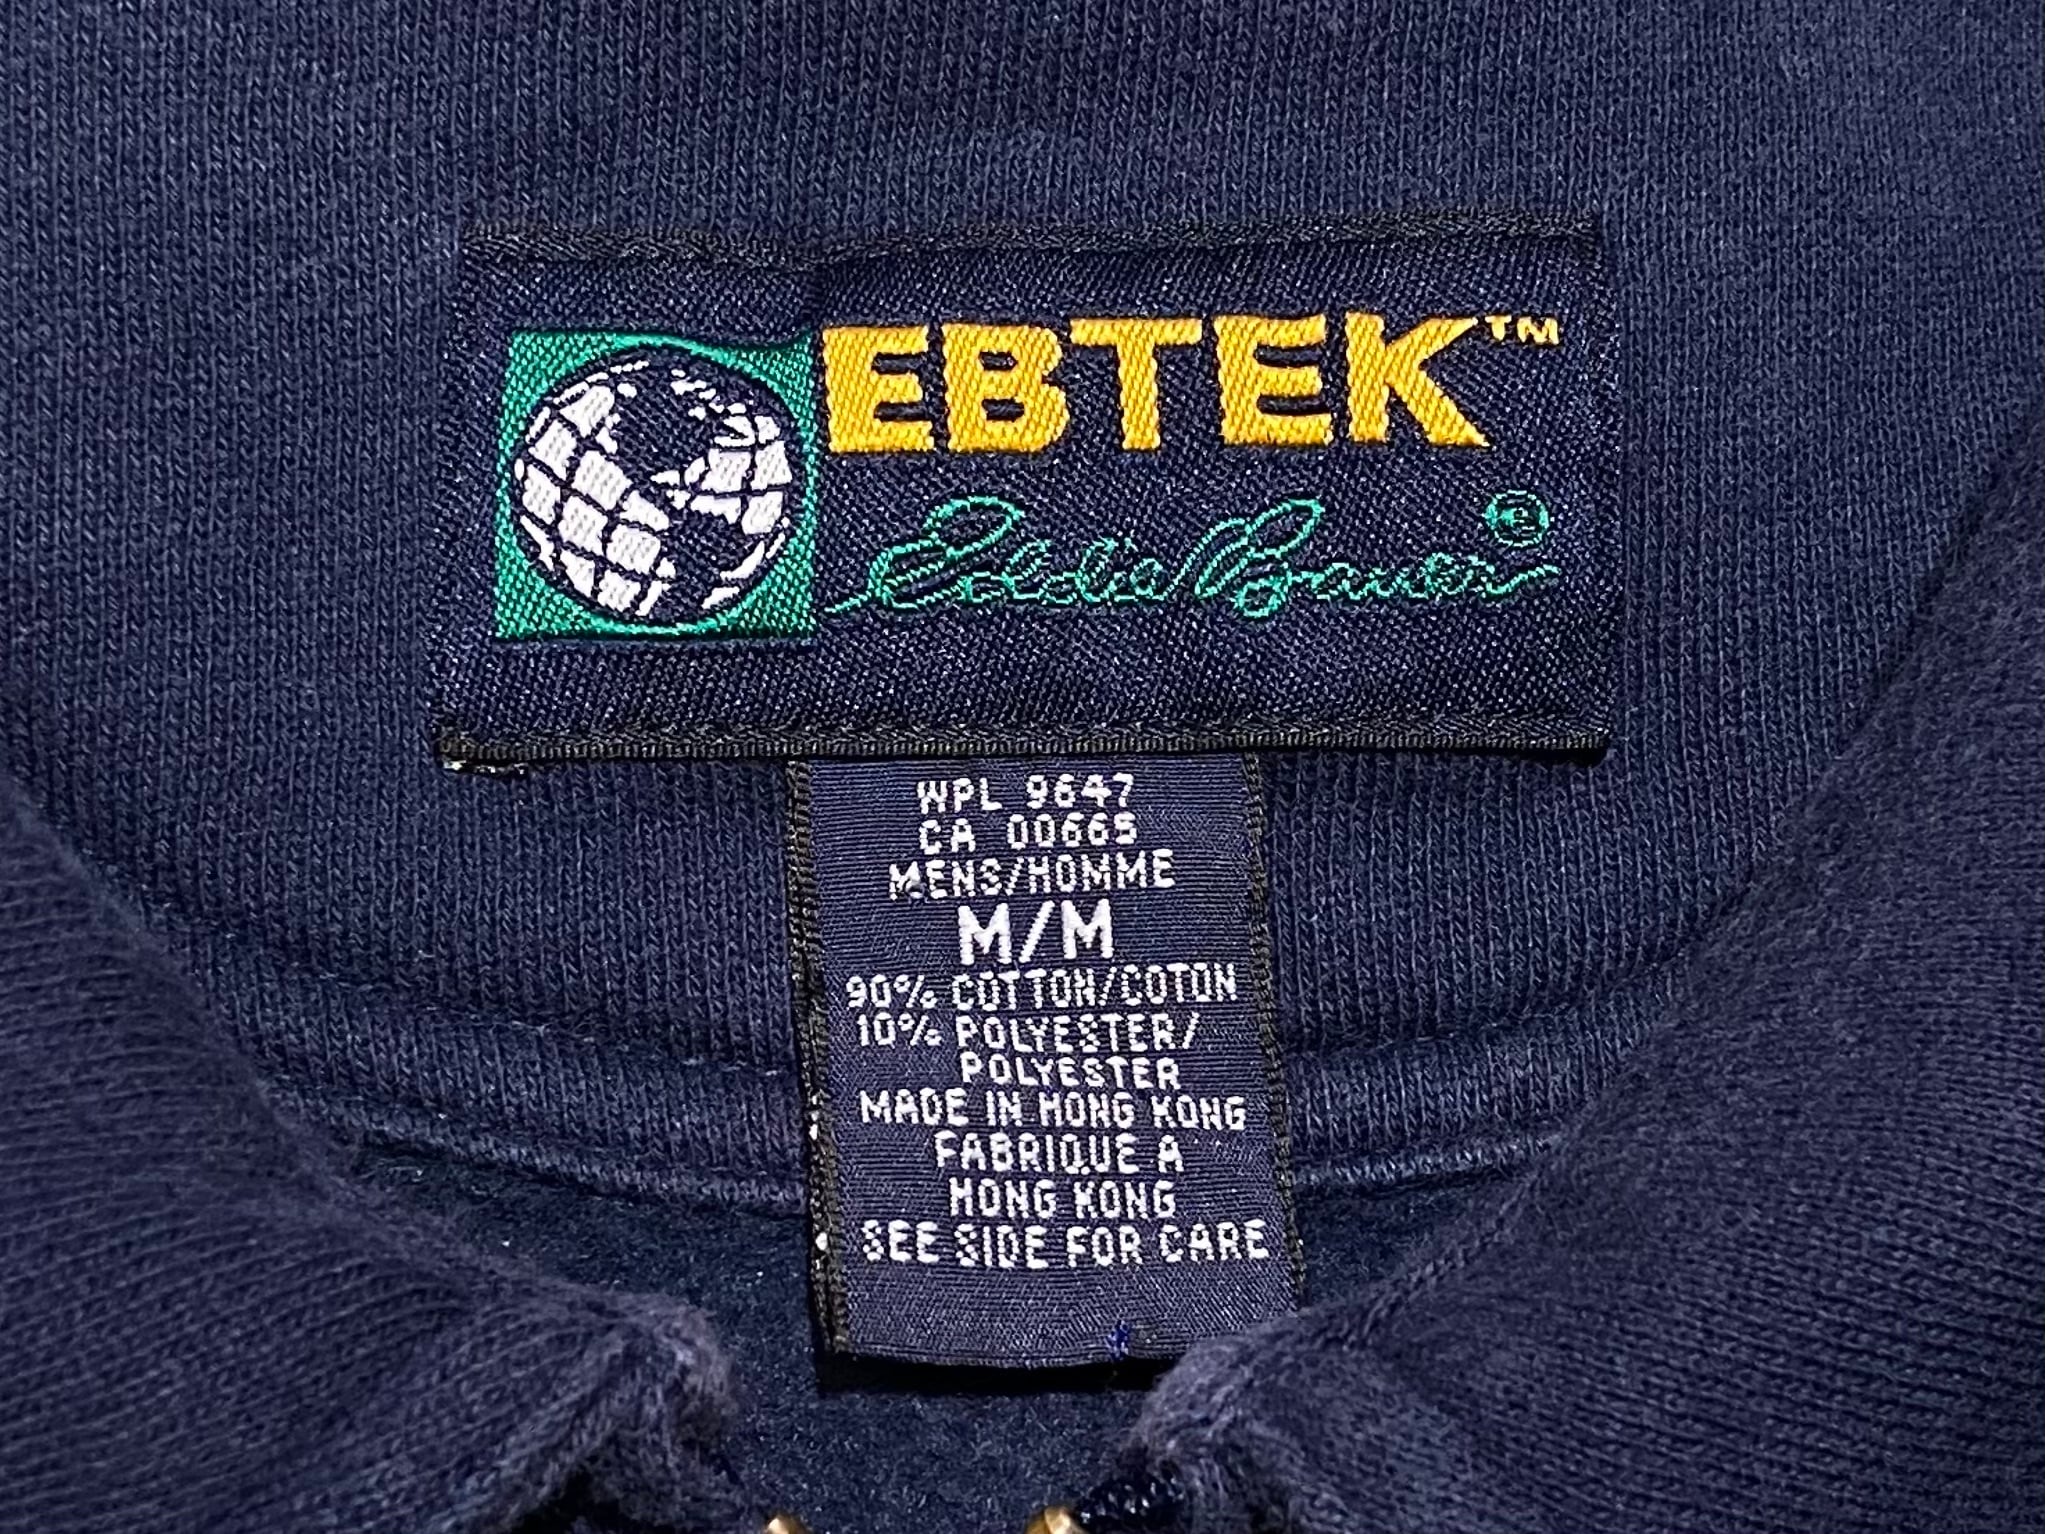 EBTEK™
Eddie Bauer®
WPL 9647
CA 00665
MENS/HOMME
M/M
90% COTTON/COTON
10% POLYESTER/
POLYESTER
MADE IN HONG KONG
FABRIQUE A
HONG KONG
SEE SIDE FOR CARE